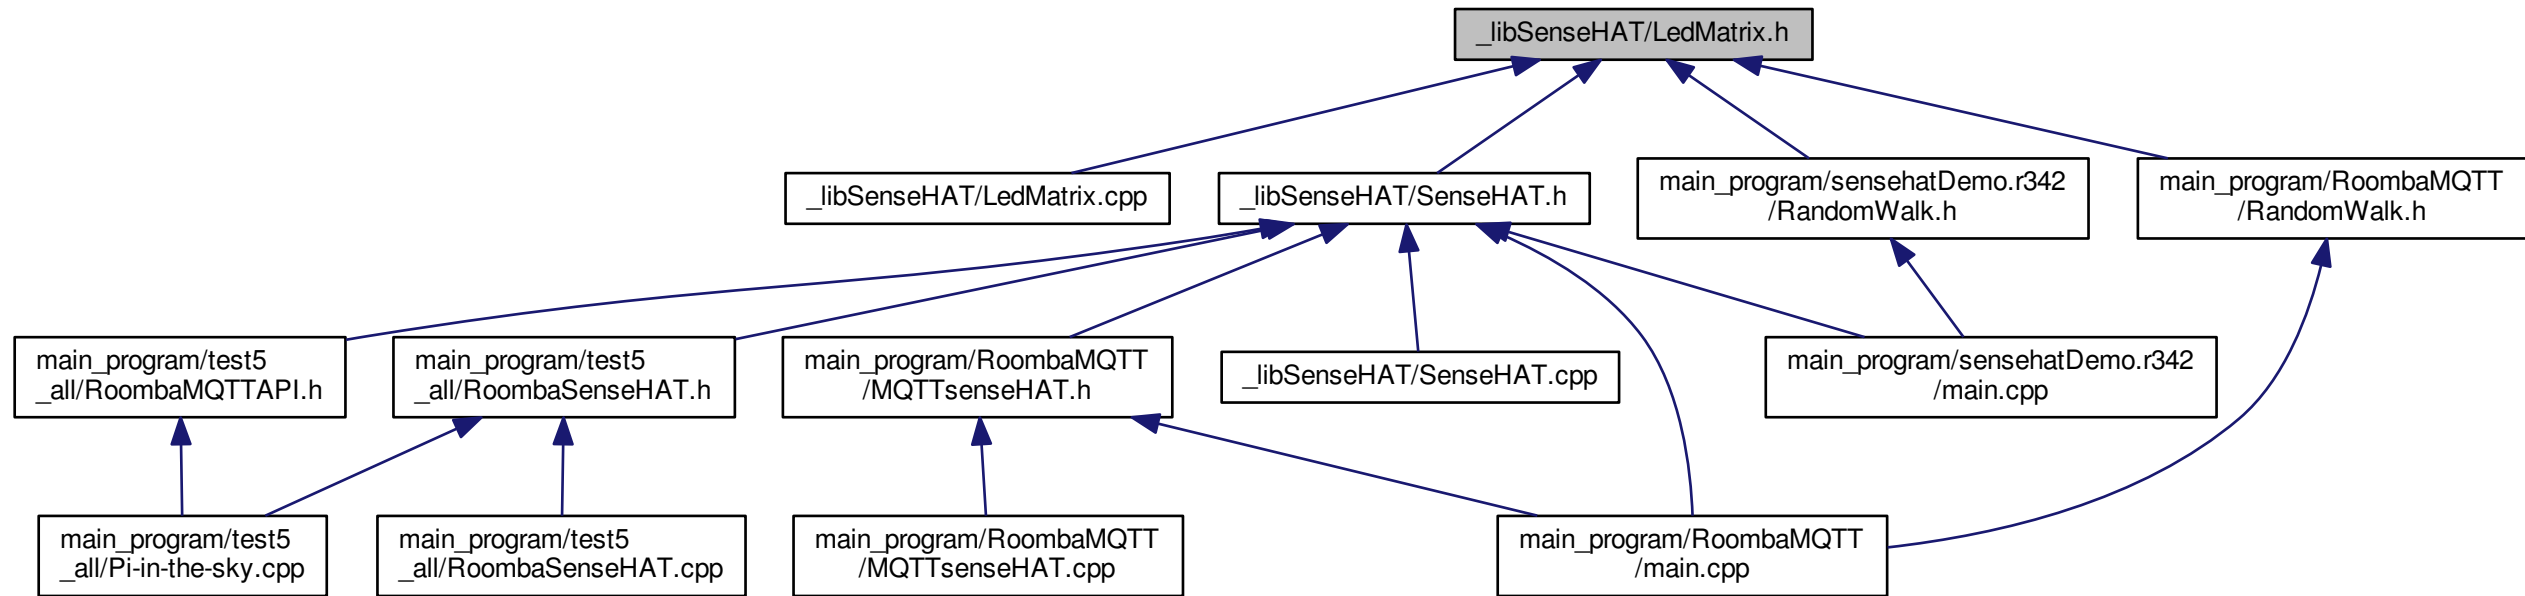 _libSenseHAT/LedMatrix.h
_libSenseHAT/LedMatrix.cpp
_libSenseHAT/SenseHAT.h
main_program/sensehatDemo.r342
/RandomWalk.h
main_program/RoombaMQTT
/RandomWalk.h
main_program/test5
_all/RoombaMQTTAPI.h
main_program/test5
_all/RoombaSenseHAT.h
main_program/RoombaMQTT
/MQTTsenseHAT.h
_libSenseHAT/SenseHAT.cpp
main_program/sensehatDemo.r342
/main.cpp
main_program/test5
_all/Pi-in-the-sky.cpp
main_program/test5
_all/RoombaSenseHAT.cpp
main_program/RoombaMQTT
/MQTTsenseHAT.cpp
main_program/RoombaMQTT
/main.cpp